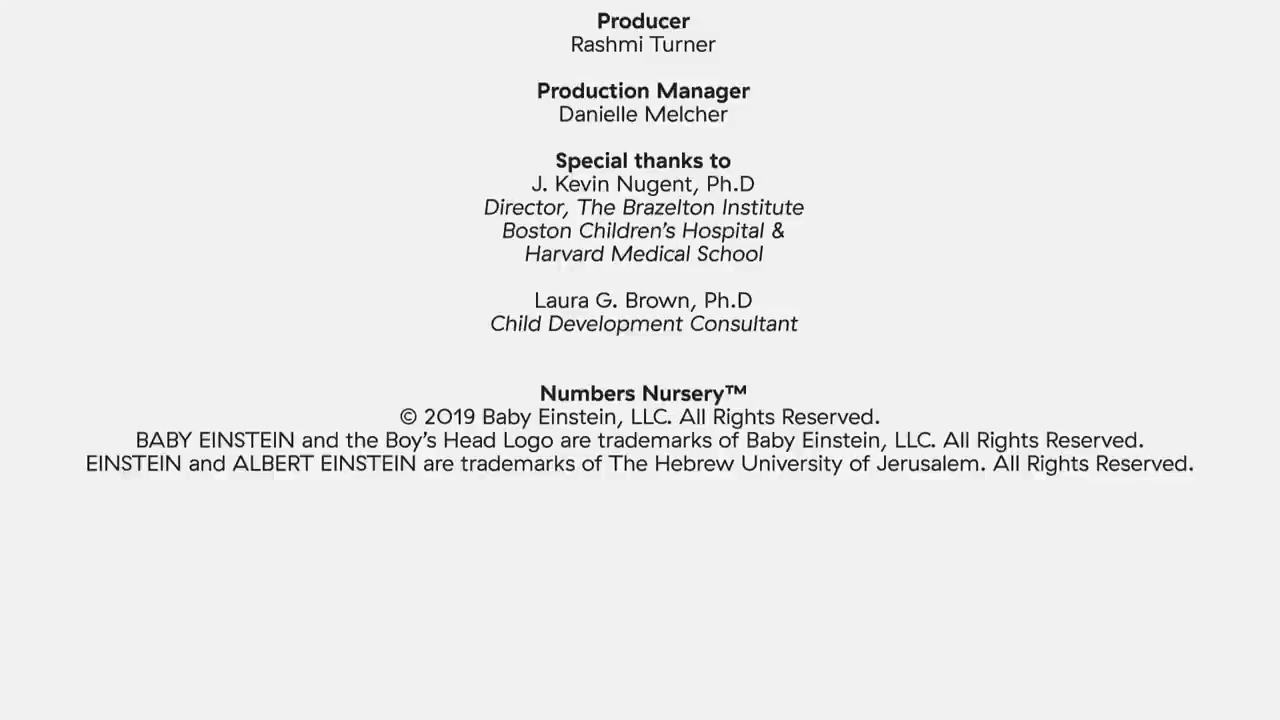 Producer
Rashmi Turner
Production Manager
Danielle Melcher
Special thanks to
J. Kevin Nugent, Ph.D
Director, The Brazelton Institute
Boston Children's Hospital &
Harvard Medical School
Laura G. Brown, Ph.D
Child Development Consultant
Numbers Nursery™
© 2019 Baby Einstein, LLC. All Rights Reserved.
BABY EINSTEIN and the Boy's Head Logo are trademarks of Baby Einstein, LLC. All Rights Reserved.
EINSTEIN and ALBERT EINSTEIN are trademarks of The Hebrew University of Jerusalem. All Rights Reserved.